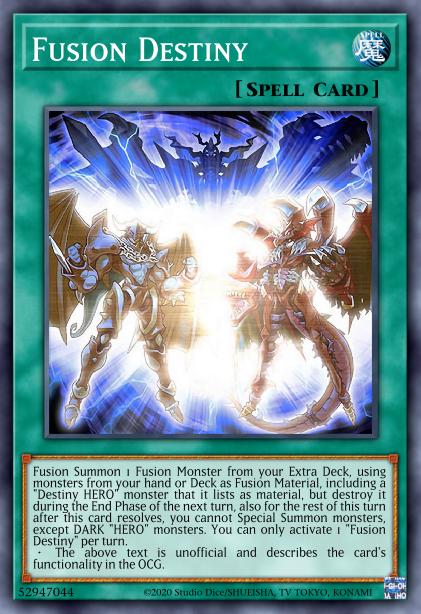 FUSION DESTINY
SPELL
魔
[ SPELL CARD ]
Fusion Summon 1 Fusion Monster from your Extra Deck, using
monsters from your hand or Deck as Fusion Material, including a
"Destiny HERO" monster that it lists as material, but destroy it
during the End Phase of the next turn, also for the rest of this turn
after this card resolves, you cannot Special Summon monsters,
except DARK "HERO" monsters. You can only activate 1 "Fusion
Destiny" per turn.
· The above text is unofficial and describes the card's
functionality in the OCG.
52947044
©2020 Studio Dice/SHUEISHA, TV TOKYO, KONAMI